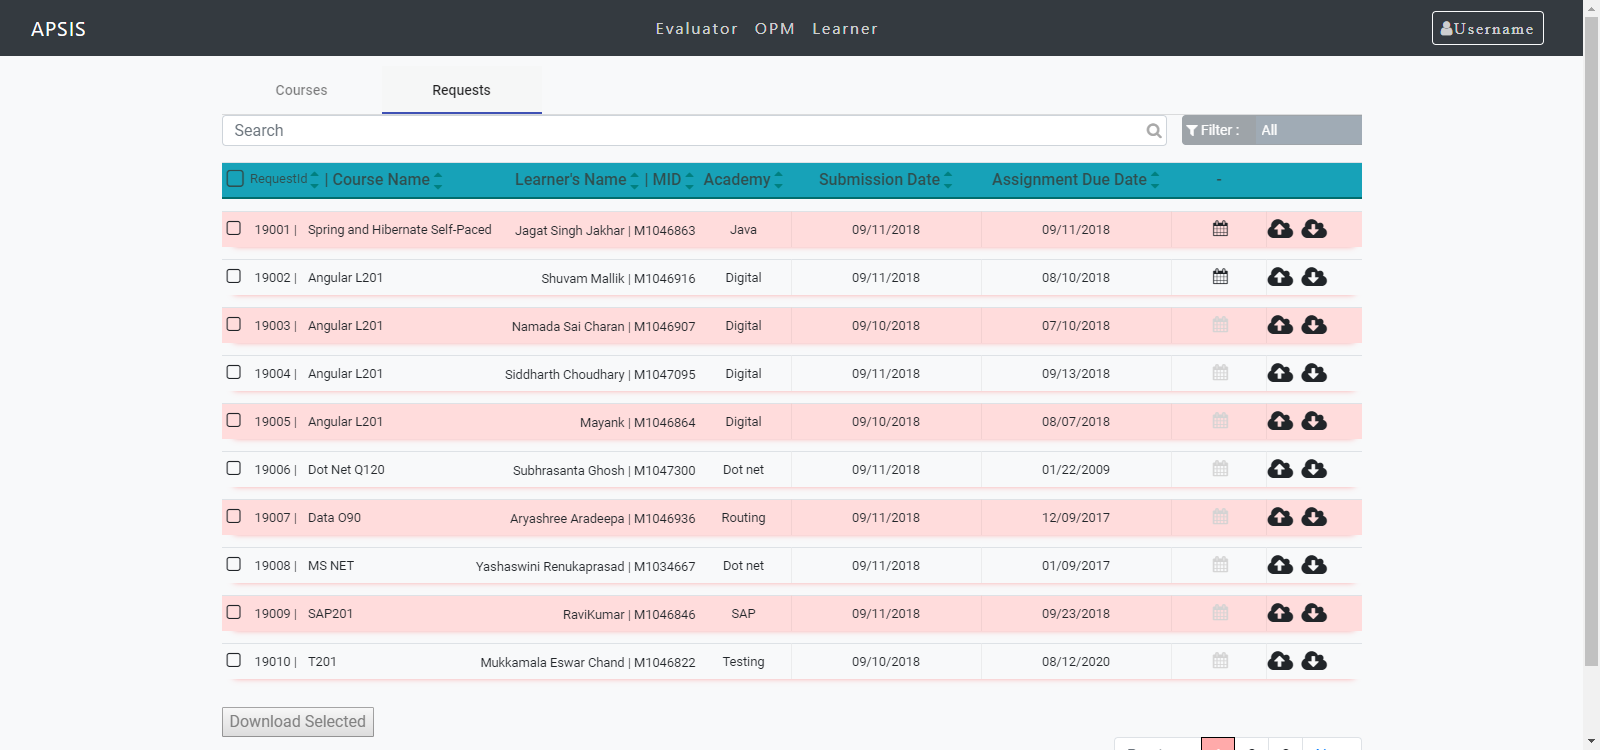 APSIS Evaluator OPM Learner Username
Courses Requests
Search Filter : All
RequestId | Course Name Learner's Name | MID Academy Submission Date Assignment Due Date -
19001 | Spring and Hibernate Self-Paced Jagat Singh Jakhar | M1046863 Java 09/11/2018 09/11/2018
19002 | Angular L201 Shuvam Mallik | M1046916 Digital 09/11/2018 08/10/2018
19003 | Angular L201 Namada Sai Charan | M1046907 Digital 09/10/2018 07/10/2018
19004 | Angular L201 Siddharth Choudhary | M1047095 Digital 09/11/2018 09/13/2018
19005 | Angular L201 Mayank | M1046864 Digital 09/10/2018 08/07/2018
19006 | Dot Net Q120 Subhrasanta Ghosh | M1047300 Dot net 09/11/2018 01/22/2009
19007 | Data O90 Aryashree Aradeepa | M1046936 Routing 09/11/2018 12/09/2017
19008 | MS NET Yashaswini Renukaprasad | M1034667 Dot net 09/11/2018 01/09/2017
19009 | SAP201 RaviKumar | M1046846 SAP 09/11/2018 09/23/2018
19010 | T201 Mukkamala Eswar Chand | M1046822 Testing 09/10/2018 08/12/2020
Download Selected